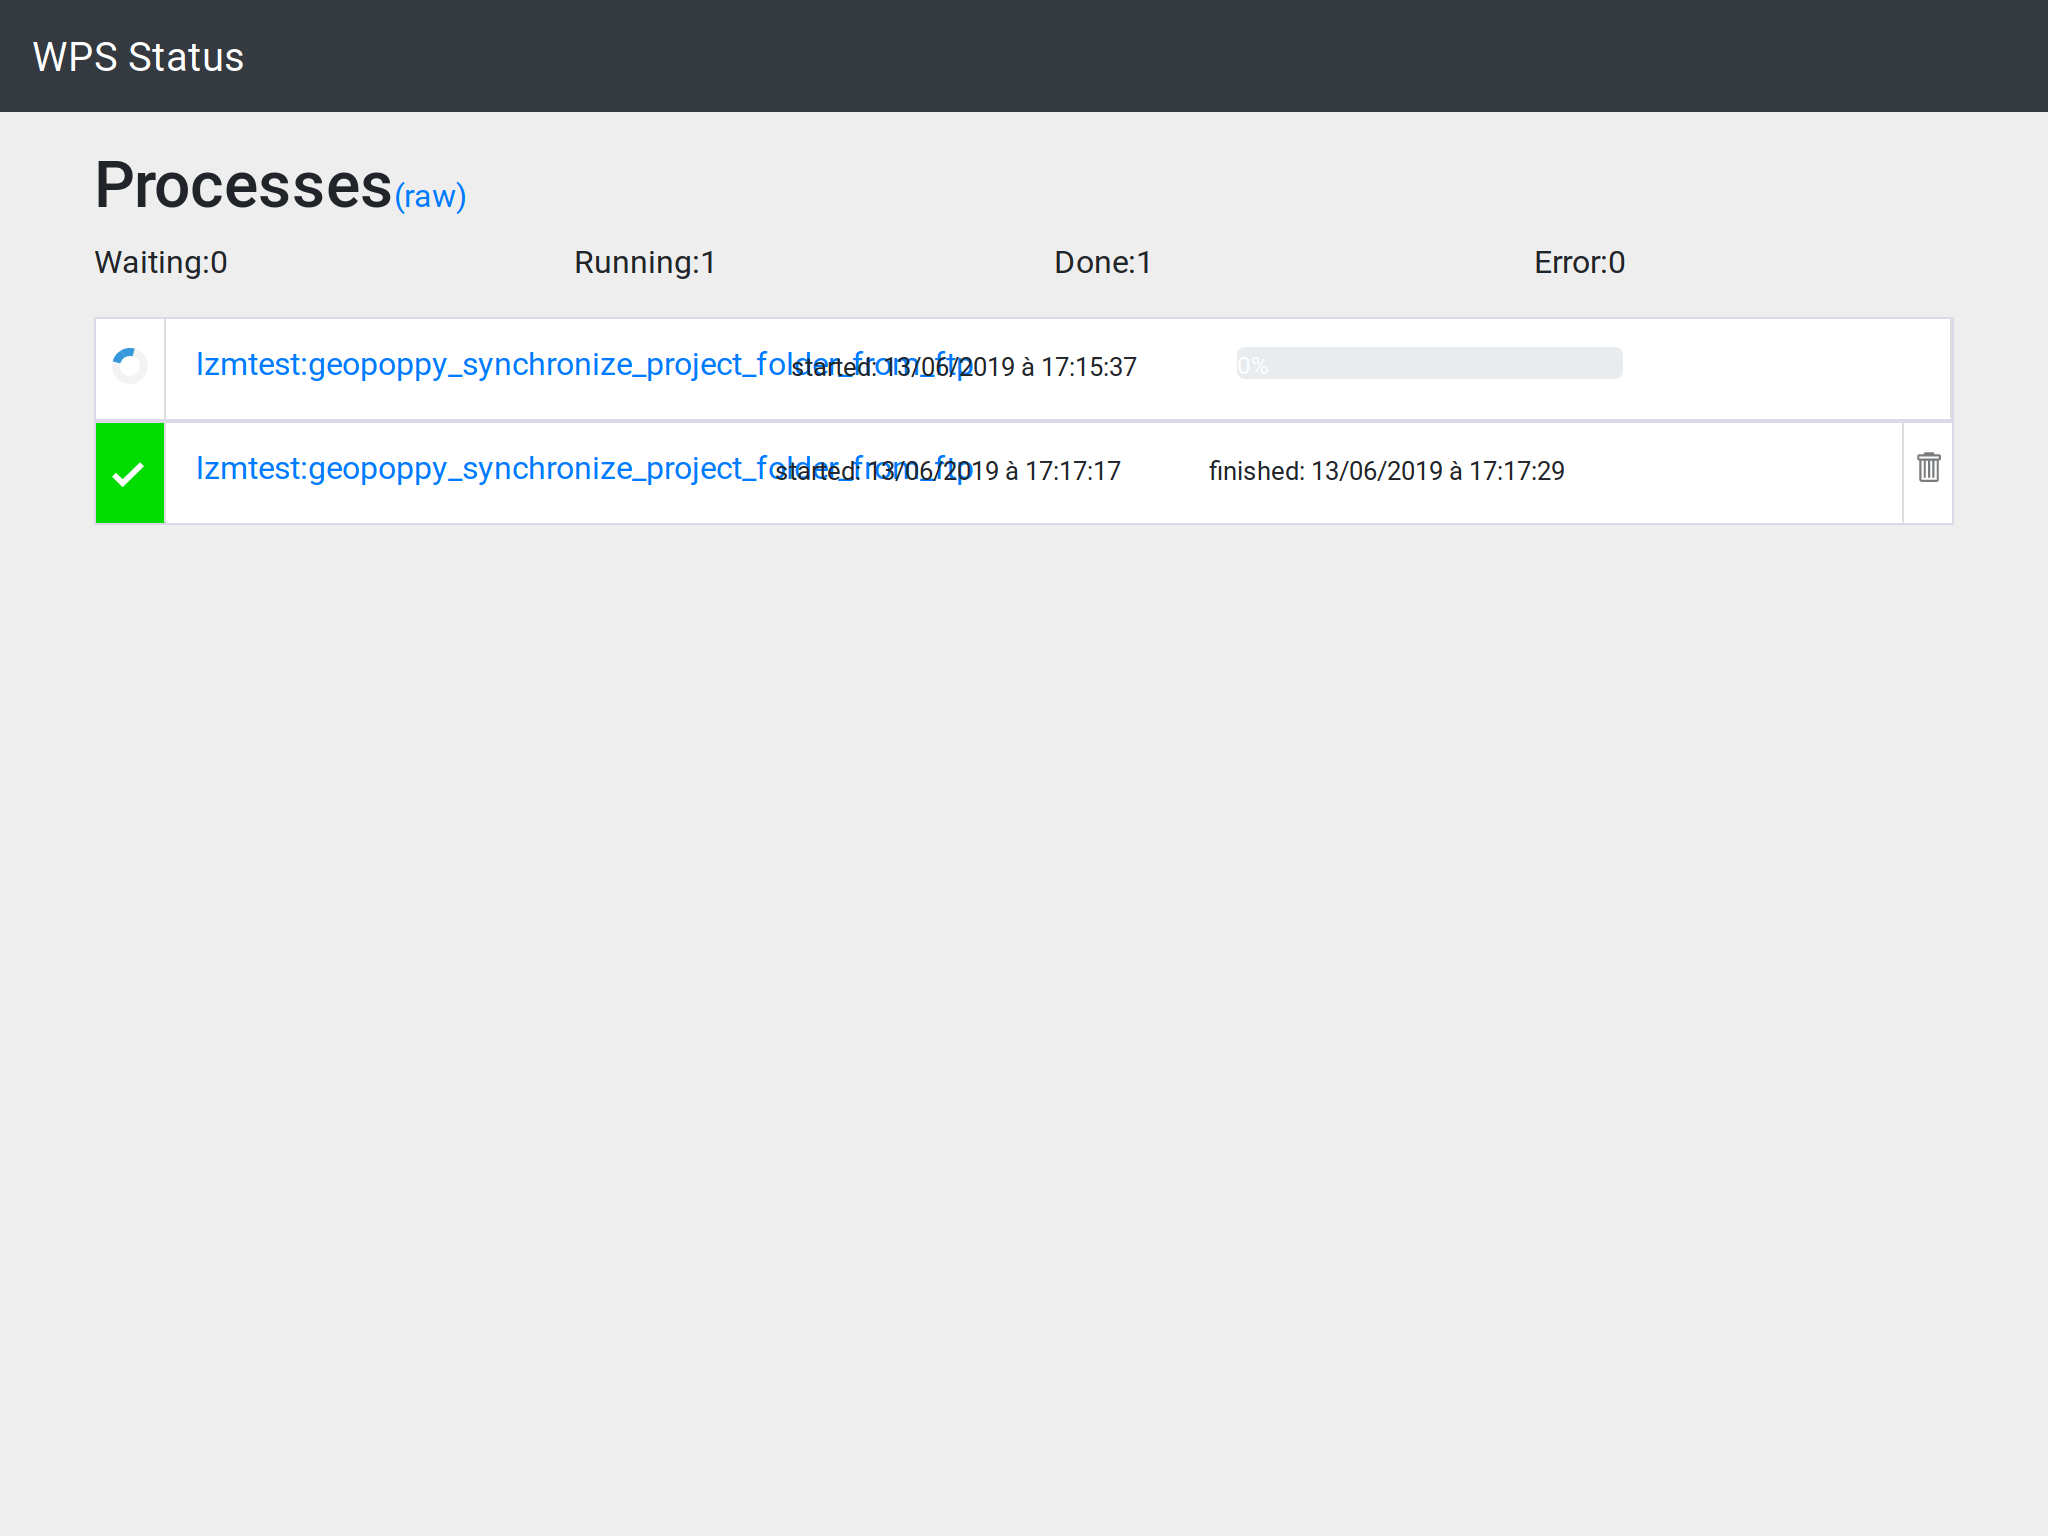 WPS Status
Processes(raw)
Waiting:0 Running:1 Done:1 Error:0
lzmtest:geopoppy_synchronize_project_folder_from_ftp started: 13/06/2019 à 17:15:37 0%
lzmtest:geopoppy_synchronize_project_folder_from_ftp started: 13/06/2019 à 17:17:17 finished: 13/06/2019 à 17:17:29